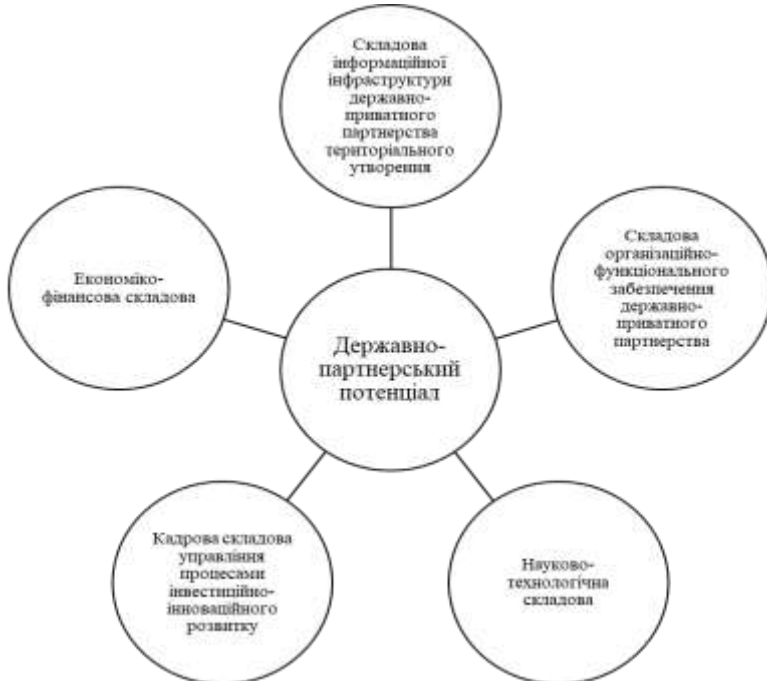 Складова
інформаційної
інфраструктури
державно-
приватного
партнерства
територіального
утворення
Економіко-
фінансова складова
Складова
організаційно-
функціонального
забезпечення
державно-
приватного
партнерства
Державно-
партнерський
потенціал
Кадрова складова
управління
процесами
інвестиційно-
інноваційного
розвитку
Науково-
технологічна
складова